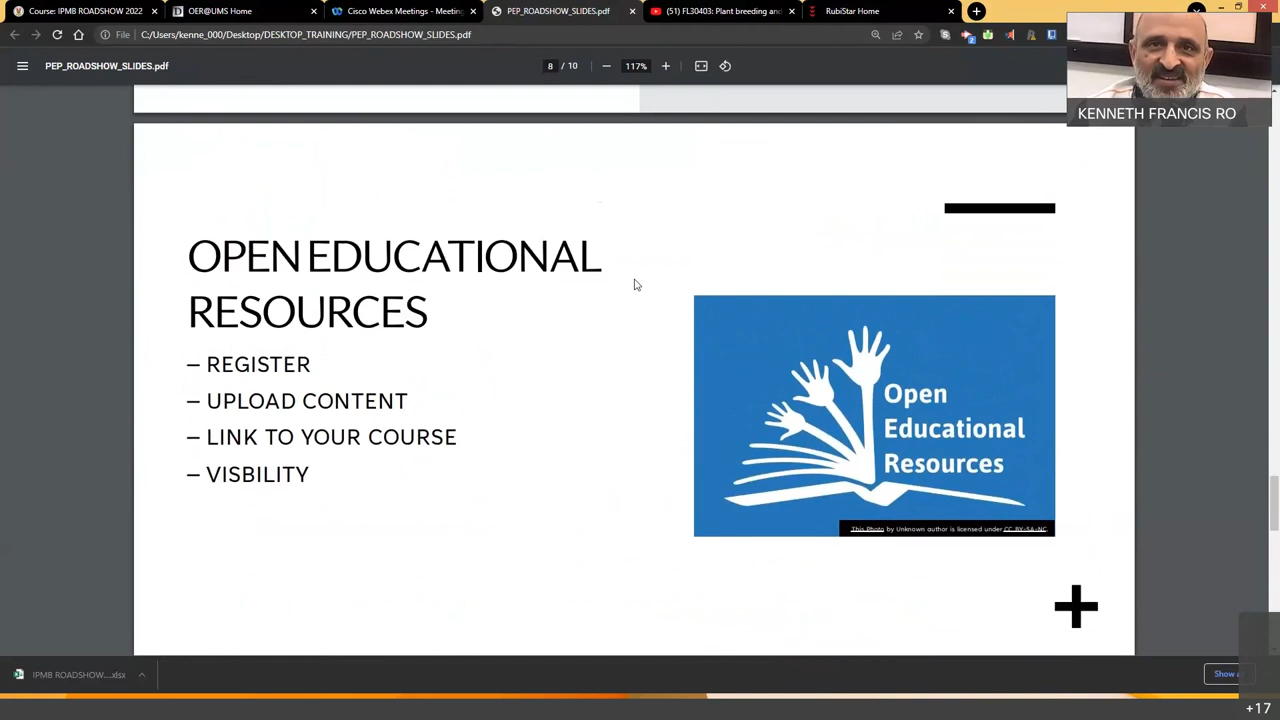 Course: IPMB ROADSHOW 2022
OER@UMS Home
Cisco Webex Meetings - Meeting
PEP_ROADSHOW_SLIDES.pdf
(51) FL30403: Plant breeding and
RubiStar Home
File
C:/Users/kenne_000/Desktop/DESKTOP_TRAINING/PEP_ROADSHOW_SLIDES.pdf
PEP_ROADSHOW_SLIDES.pdf
8 / 10
117%
KENNETH FRANCIS RO
OPEN EDUCATIONAL
RESOURCES
– REGISTER
– UPLOAD CONTENT
– LINK TO YOUR COURSE
– VISBILITY
Open
Educational
Resources
This Photo by Unknown author is licensed under CC BY-SA-NC.
IPMB ROADSHOW....xlsx
Show
+17